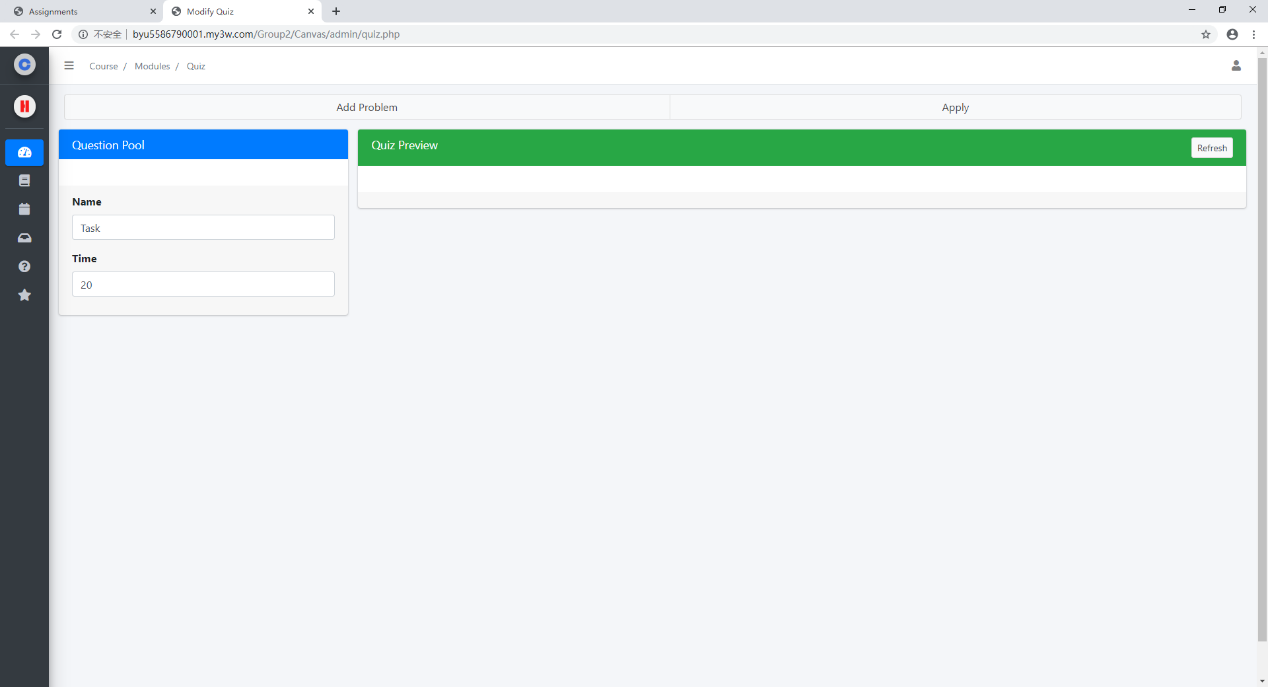 Assignments
Modify Quiz
不安全 byu5586790001.my3w.com/Group2/Canvas/admin/quiz.php
Course / Modules / Quiz
Add Problem
Apply
Question Pool
Quiz Preview
Refresh
Name
Task
Time
20